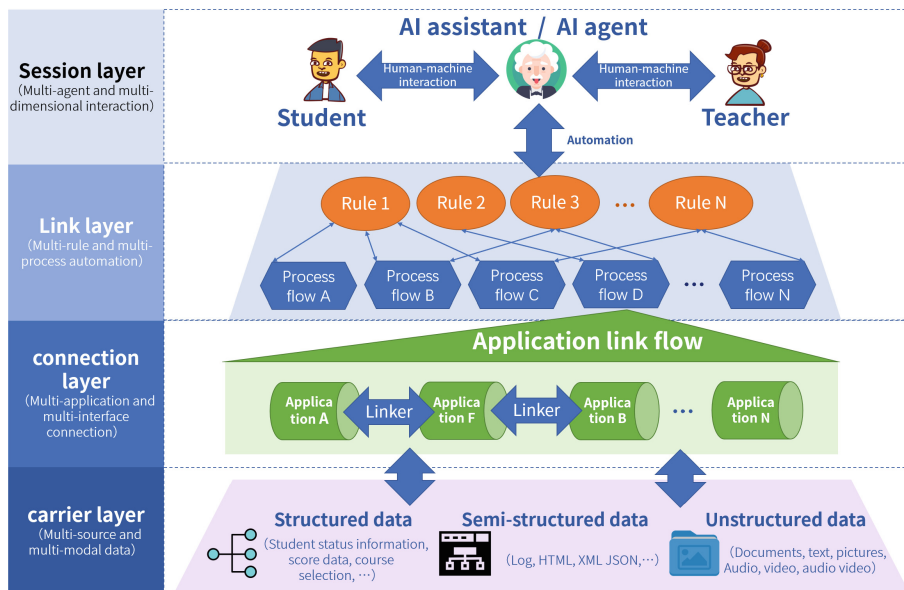 AI assistant / AI agent
Session layer
(Multi-agent and multi-
dimensional interaction)
Human-machine
interaction
Human-machine
interaction
Student
Teacher
Automation
Link layer
(Multi-rule and multi-
process automation)
Rule 1
Rule 2
Rule 3
...
Rule N
Process
flow A
Process
flow B
Process
flow C
Process
flow D
...
Process
flow N
connection
layer
(Multi-application and
multi-interface
connection)
Application link flow
Applica
tion A
Linker
Applica
tion F
Linker
Applica
tion B
...
Applica
tion N
carrier layer
(Multi-source and
multi-modal data)
Structured data
(Student status information,
score data, course
selection, ...)
Semi-structured data
(Log, HTML, XML JSON,...)
Unstructured data
(Documents, text, pictures,
Audio, video, audio video)